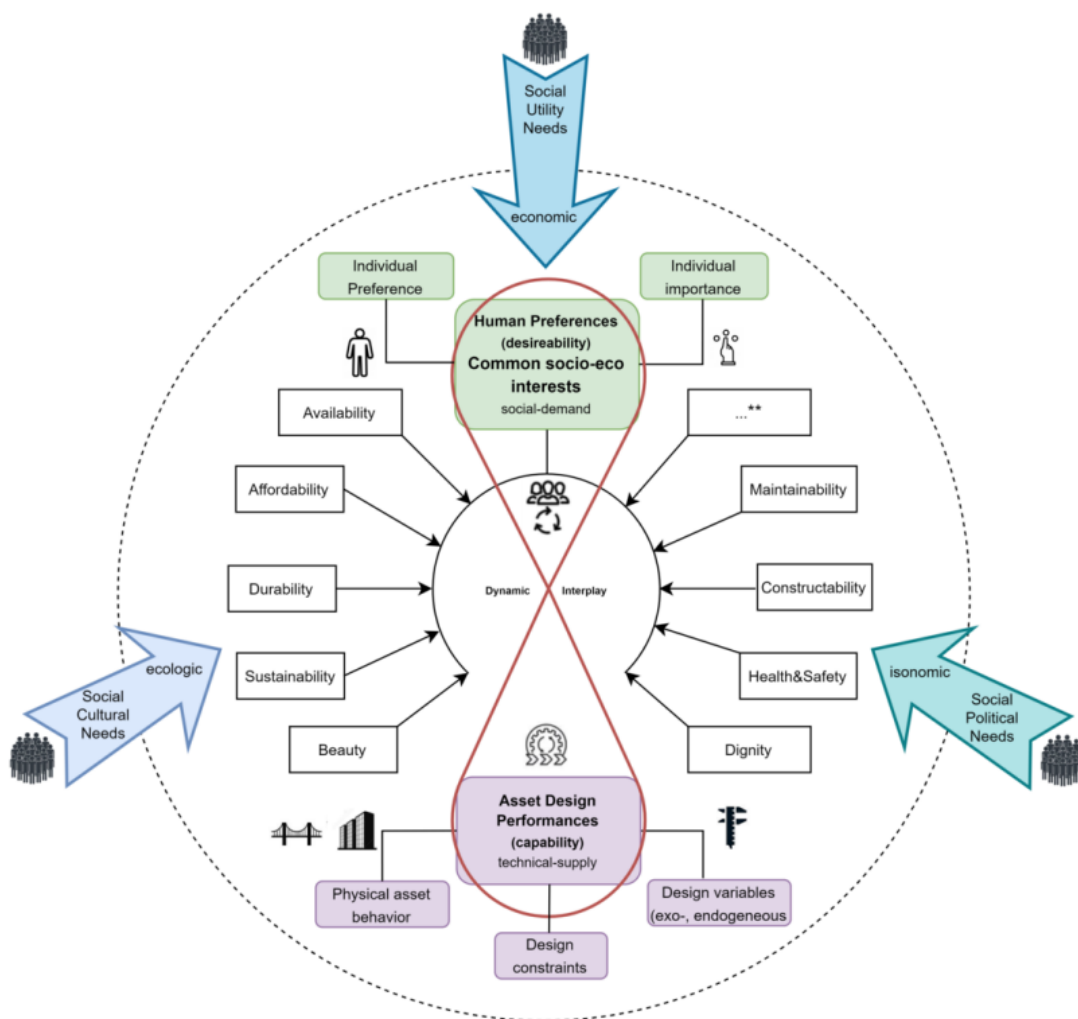 Social
Utility
Needs
economic
Individual
Preference
Individual
importance
Human Preferences
(desireability)
Common socio-eco
interests
social-demand
Availability
...**
Affordability
Maintainability
Dynamic
Interplay
Durability
Constructability
ecologic
Social
Cultural
Needs
isonomic
Social
Political
Needs
Sustainability
Health&Safety
Beauty
Dignity
Asset Design
Performances
(capability)
technical-supply
Physical asset
behavior
Design variables
(exo-, endogeneous
Design
constraints